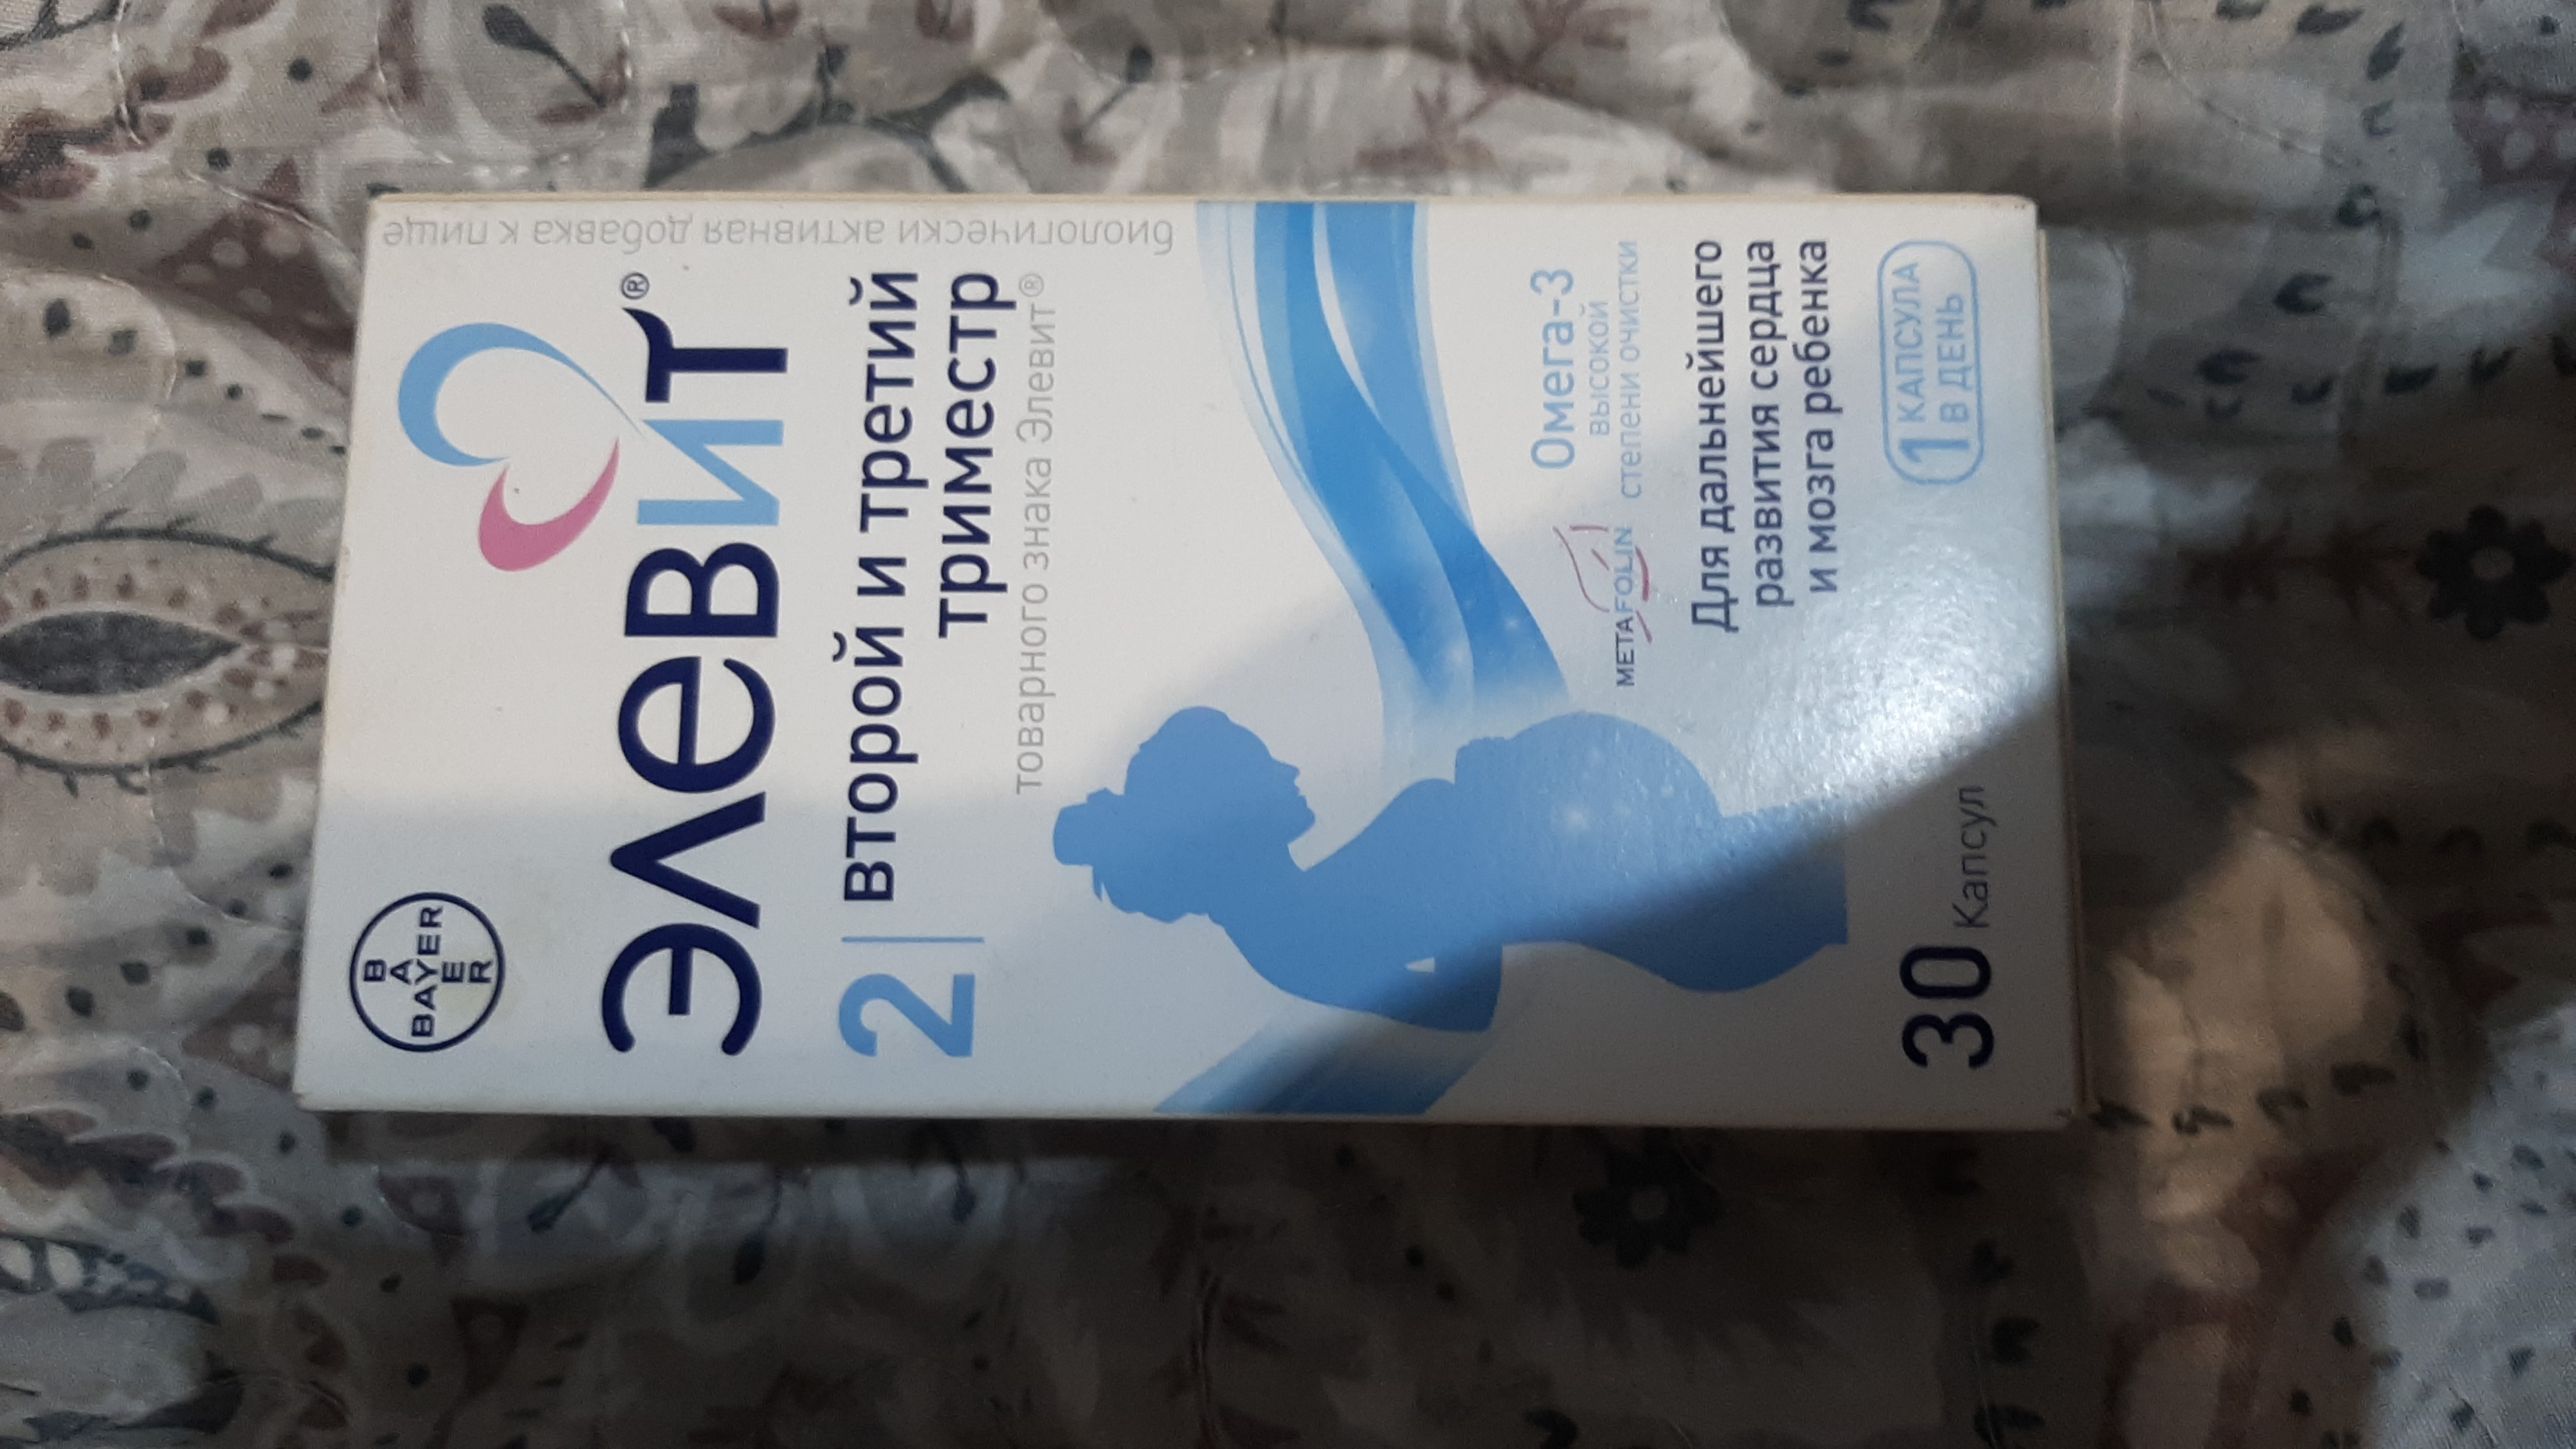 BAYER
BAYER
биологически активная добавка к пище
элевит®
2 | второй и третий
триместр
товарного знака Элевит®
Омега-3
высокой
степени очистки
METAFOLIN
Для дальнейшего
развития сердца
и мозга ребенка
1 КАПСУЛА
В ДЕНЬ
30 Капсул